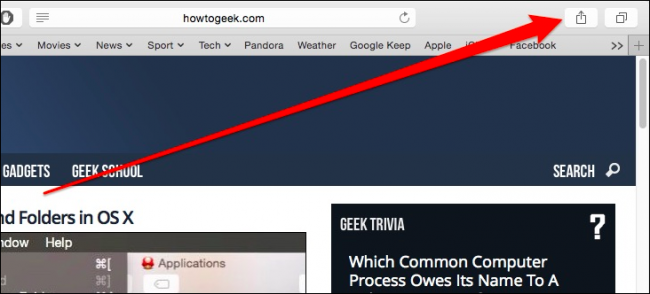 howtogeek.com
es Movies News Sport Tech Pandora Weather Google Keep Apple Facebook >>
GADGETS GEEK SCHOOL SEARCH
nd Folders in OS X
GEEK TRIVIA ?
ndow Help
Applications
Which Common Computer
Process Owes Its Name To A